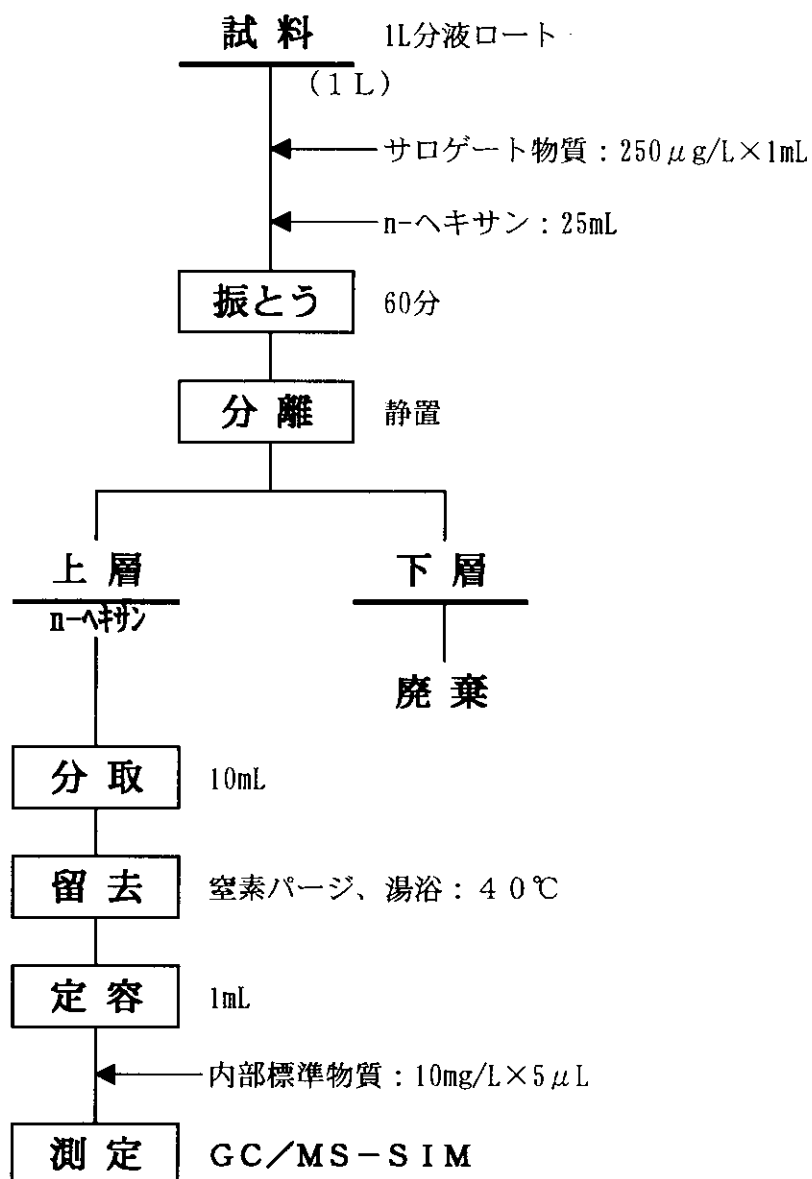 試料 1L分液ロート
(1L)
サロゲート物質：250μg/L×1mL
n-ヘキサン：25mL
振とう 60分
分離 静置
上層 下層
n-ヘキサン
廃棄
分取 10mL
留去 窒素パージ、湯浴：40℃
定容 1mL
内部標準物質：10mg/L×5μL
測定 GC/MS-SIM